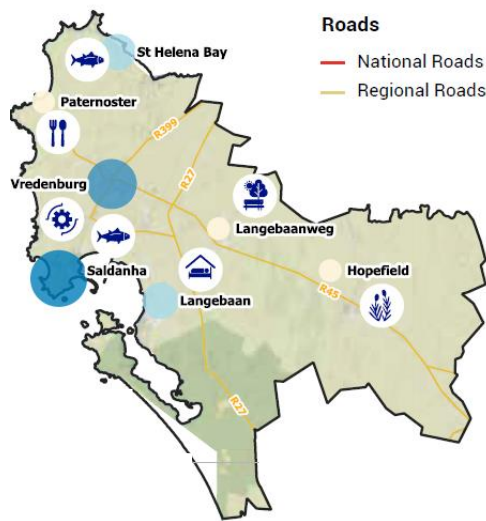 Roads
National Roads
Regional Roads
St Helena Bay
Paternoster
R399
R27
Vredenburg
Langebaanweg
Saldanha
Hopefield
Langebaan
R45
R27